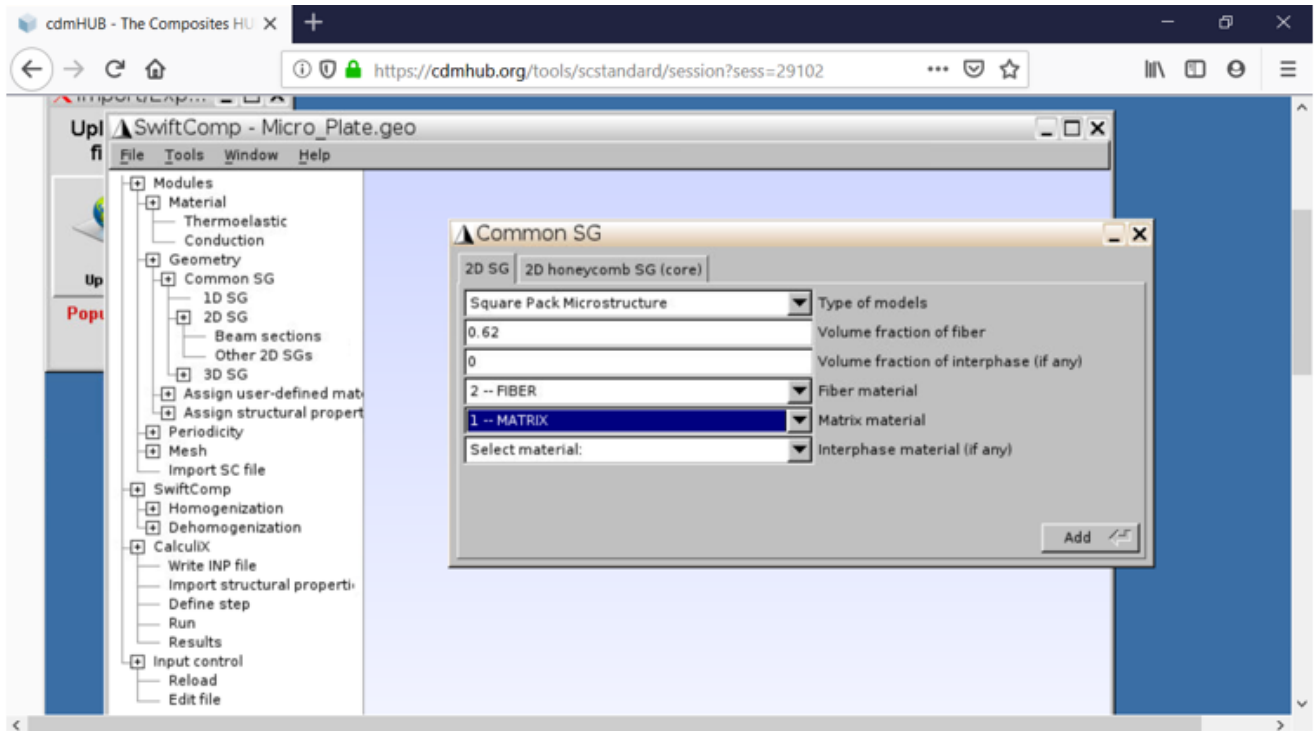 cdmHUB - The Composites HU
https://cdmhub.org/tools/scstandard/session?sess=29102
Import/Exp...
Upl
fi
Up
Popu
SwiftComp - Micro_Plate.geo
File Tools Window Help
Modules
Material
Thermoelastic
Conduction
Geometry
Common SG
1D SG
2D SG
Beam sections
Other 2D SGs
3D SG
Assign user-defined mat
Assign structural propert
Periodicity
Mesh
Import SC file
SwiftComp
Homogenization
Dehomogenization
CalculiX
Write INP file
Import structural properti
Define step
Run
Results
Input control
Reload
Edit file
Common SG
2D SG 2D honeycomb SG (core)
Square Pack Microstructure Type of models
0.62 Volume fraction of fiber
0 Volume fraction of interphase (if any)
2 -- FIBER Fiber material
1 -- MATRIX Matrix material
Select material: Interphase material (if any)
Add